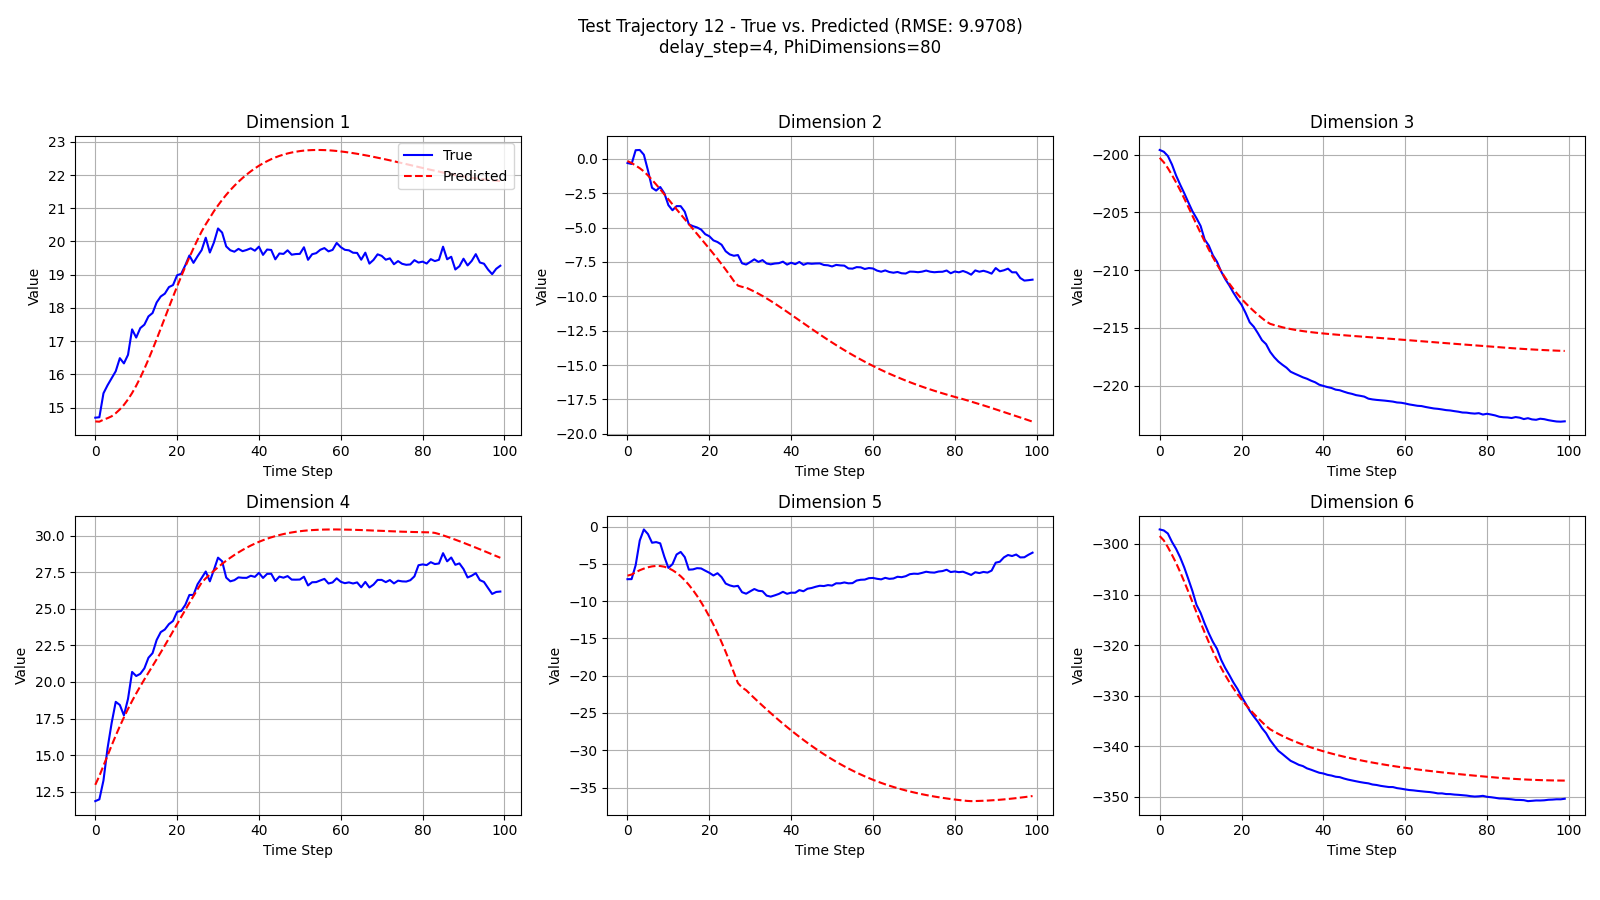 Test Trajectory 12 - True vs. Predicted (RMSE: 9.9708)
delay_step=4, PhiDimensions=80
Dimension 1
23
22
21
20
19
18
17
16
15
Value
0 20 40 60 80 100
Time Step
True
Predicted
Dimension 2
0.0
−2.5
−5.0
−7.5
−10.0
−12.5
−15.0
−17.5
−20.0
Value
0 20 40 60 80 100
Time Step
Dimension 3
−200
−205
−210
−215
−220
Value
0 20 40 60 80 100
Time Step
Dimension 4
30.0
27.5
25.0
22.5
20.0
17.5
15.0
12.5
Value
0 20 40 60 80 100
Time Step
Dimension 5
0
−5
−10
−15
−20
−25
−30
−35
Value
0 20 40 60 80 100
Time Step
Dimension 6
−300
−310
−320
−330
−340
−350
Value
0 20 40 60 80 100
Time Step